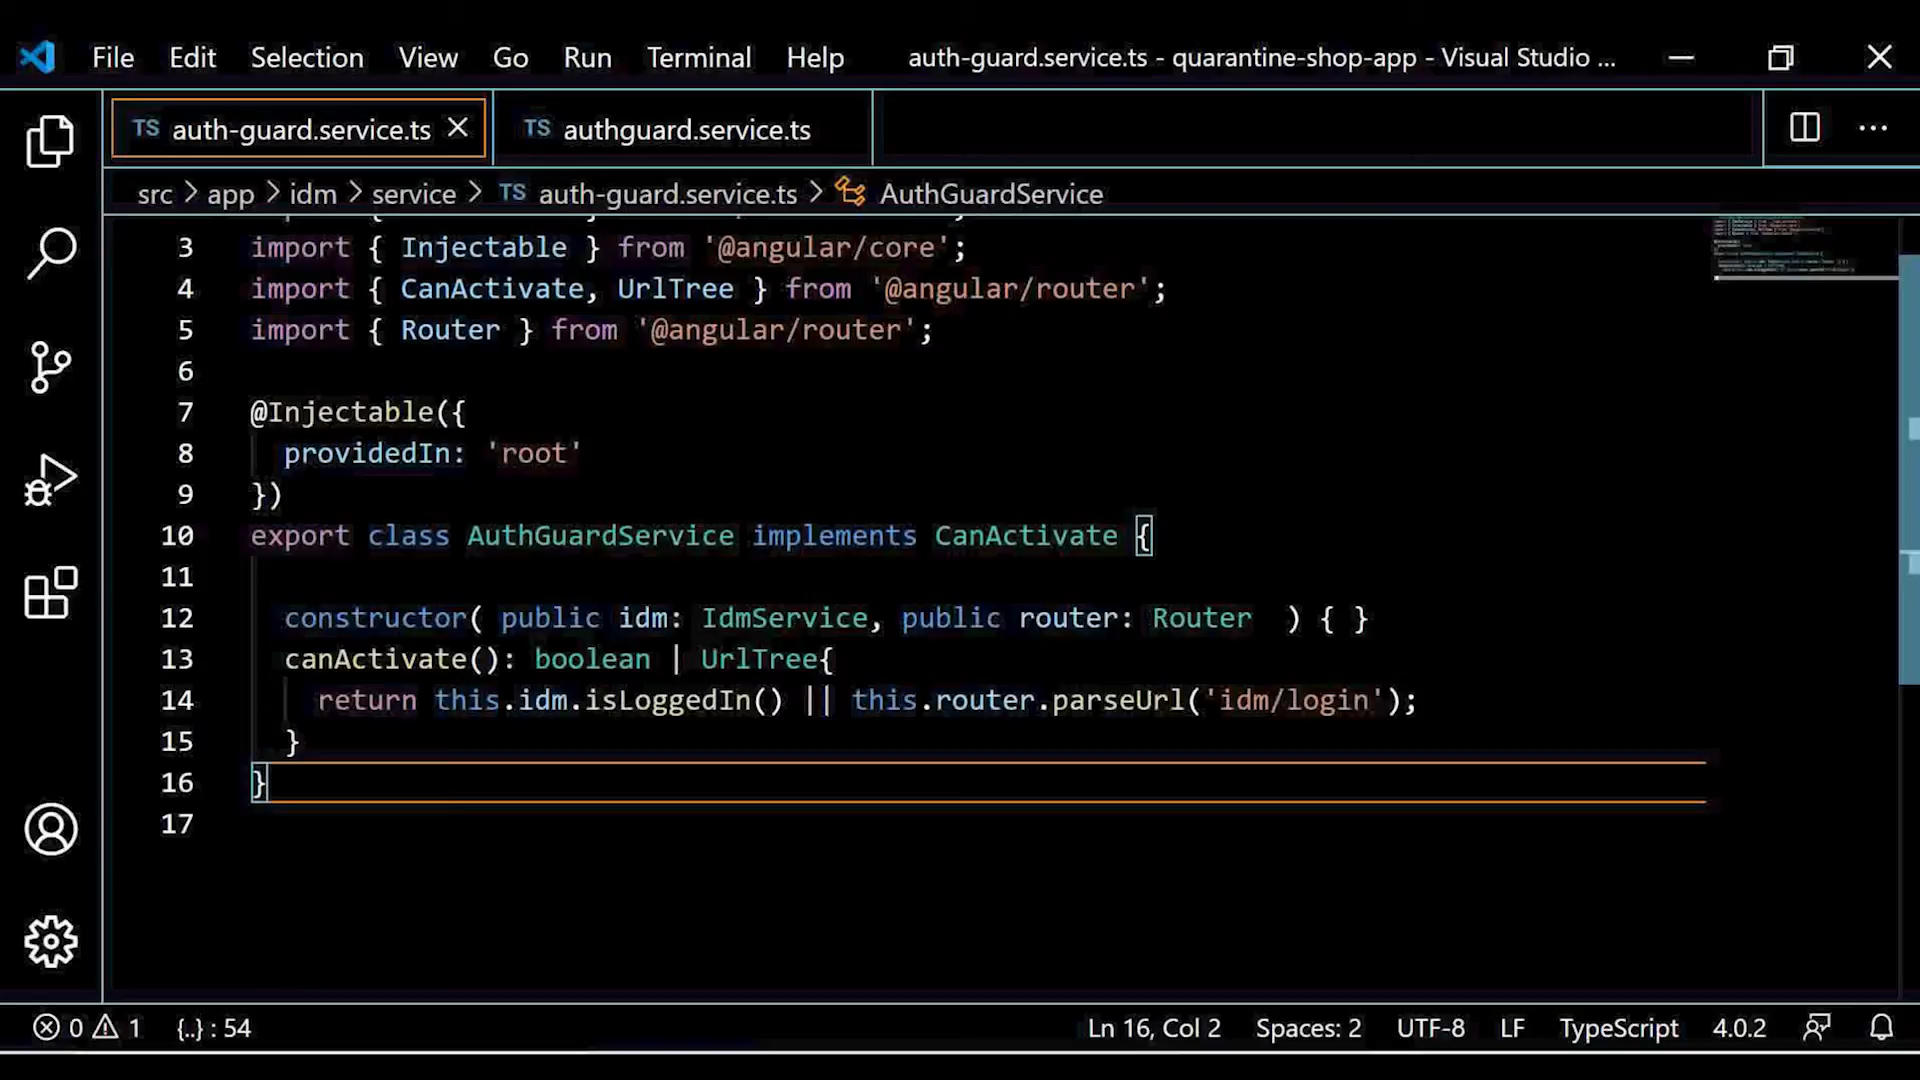 File Edit Selection View Go Run Terminal Help auth-guard.service.ts - quarantine-shop-app - Visual Studio ...
TS auth-guard.service.ts TS authguard.service.ts
src > app > idm > service > TS auth-guard.service.ts > AuthGuardService
3 import { Injectable } from '@angular/core';
4 import { CanActivate, UrlTree } from '@angular/router';
5 import { Router } from '@angular/router';
6
7 @Injectable({
8 providedIn: 'root'
9 })
10 export class AuthGuardService implements CanActivate {
11
12 constructor( public idm: IdmService, public router: Router ) { }
13 canActivate(): boolean | UrlTree{
14 return this.idm.isLoggedIn() || this.router.parseUrl('idm/login');
15 }
16 }
17
0 1 {..} : 54 Ln 16, Col 2 Spaces: 2 UTF-8 LF TypeScript 4.0.2